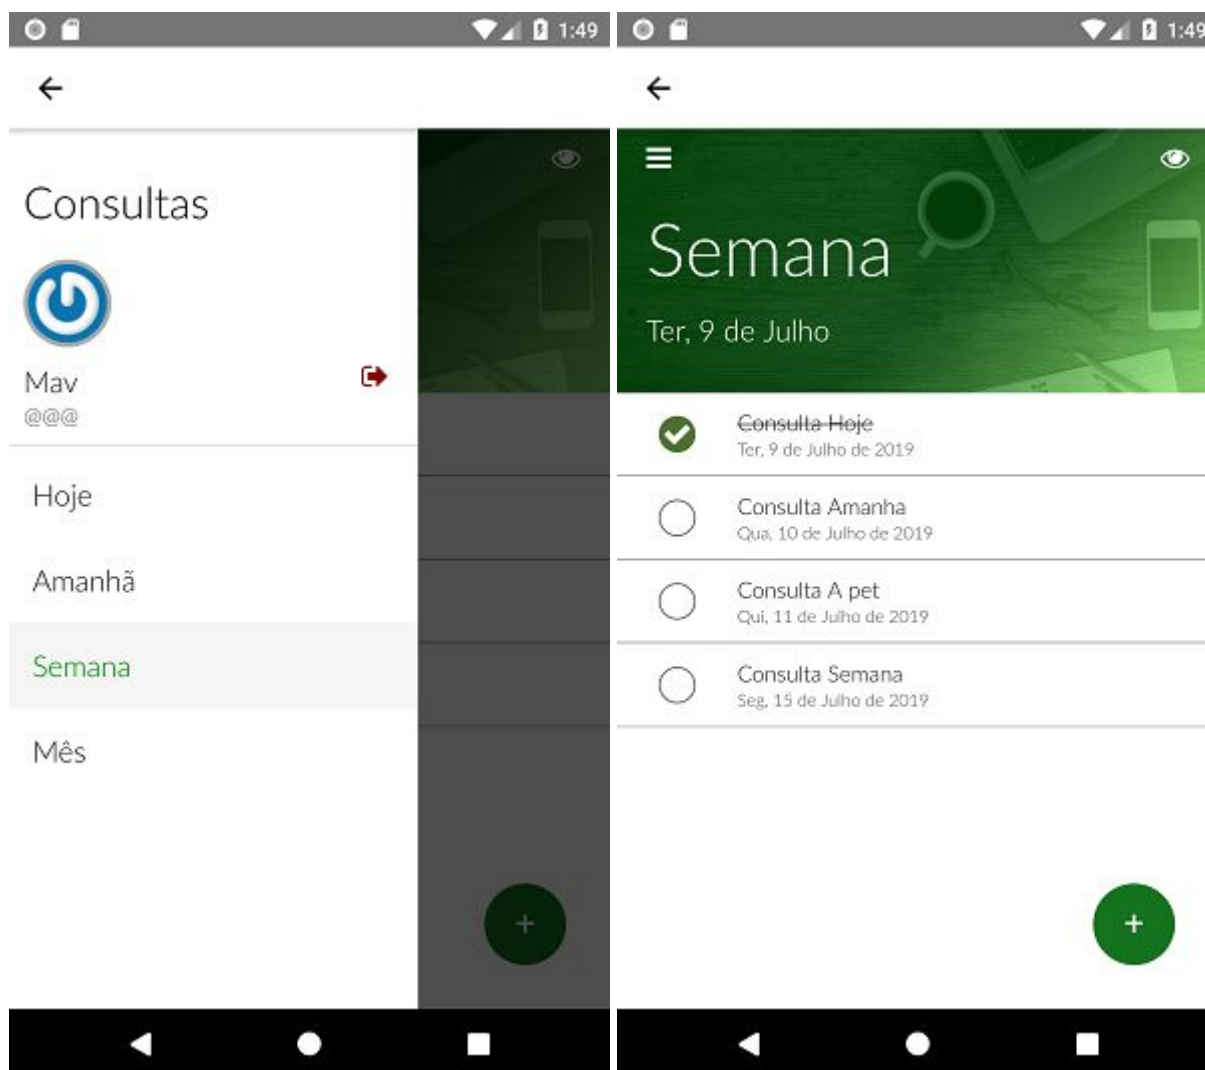 1:49
Consultas
Mav
@@@
Hoje
Amanhã
Semana
Mês
+
1:49
Semana
Ter, 9 de Julho
Consulta Hoje
Ter, 9 de Julho de 2019
Consulta Amanha
Qua, 10 de Julho de 2019
Consulta A pet
Qui, 11 de Julho de 2019
Consulta Semana
Seg, 15 de Julho de 2019
+